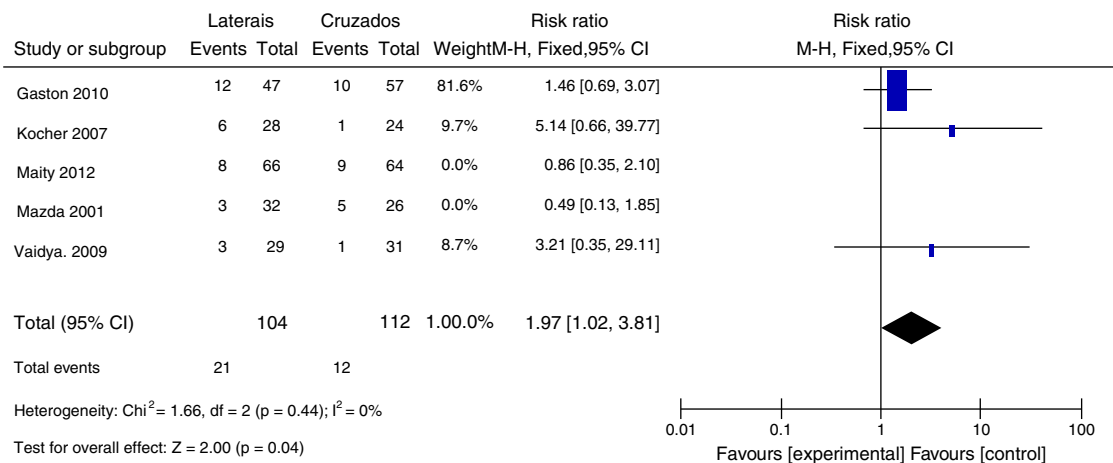 Laterais Cruzados Risk ratio Risk ratio
Study or subgroup Events Total Events Total WeightM-H, Fixed,95% CI M-H, Fixed,95% CI
Gaston 2010 12 47 10 57 81.6% 1.46 [0.69, 3.07]
Kocher 2007 6 28 1 24 9.7% 5.14 [0.66, 39.77]
Maity 2012 8 66 9 64 0.0% 0.86 [0.35, 2.10]
Mazda 2001 3 32 5 26 0.0% 0.49 [0.13, 1.85]
Vaidya. 2009 3 29 1 31 8.7% 3.21 [0.35, 29.11]
Total (95% CI) 104 112 1.00.0% 1.97 [1.02, 3.81]
Total events 21 12
Heterogeneity: Chi² = 1.66, df = 2 (p = 0.44); I² = 0%
Test for overall effect: Z = 2.00 (p = 0.04)
0.01 0.1 1 10 100
Favours [experimental] Favours [control]